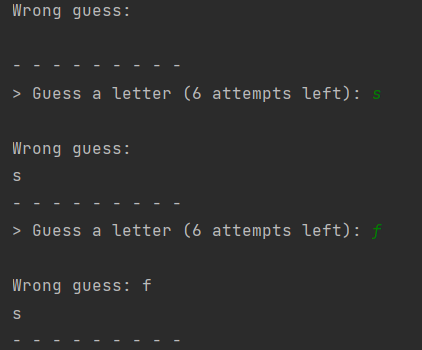 Wrong guess:
- - - - - - - - -
> Guess a letter (6 attempts left): s
Wrong guess:
s
- - - - - - - - -
> Guess a letter (6 attempts left): f
Wrong guess: f
s
- - - - - - - - -